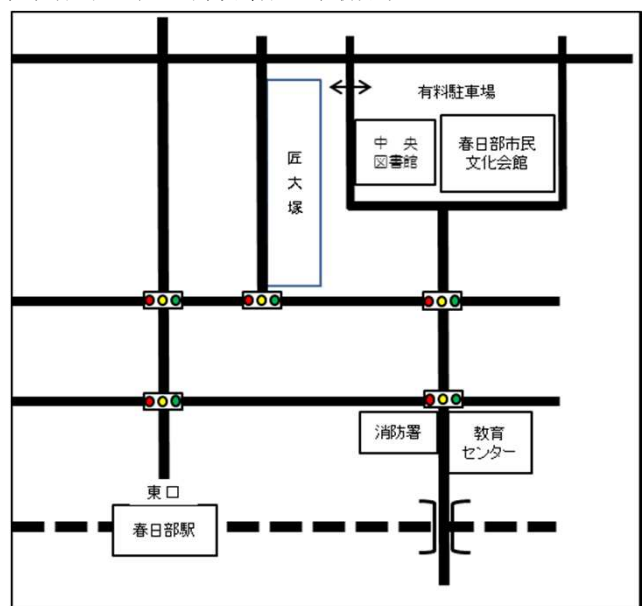 有料駐車場
中　央
図書館
春日部市民
文化会館
匠
大
塚
消防署
教育
センター
東口
春日部駅